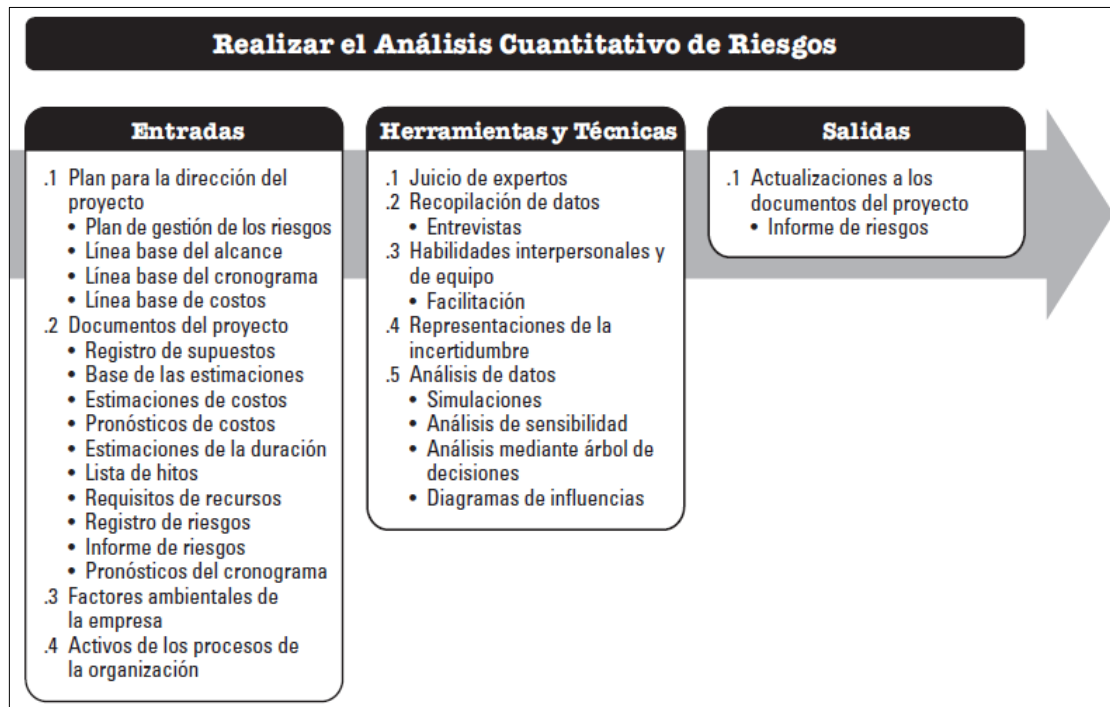 Realizar el Análisis Cuantitativo de Riesgos
Entradas
.1 Plan para la dirección del
proyecto
• Plan de gestión de los riesgos
• Línea base del alcance
• Línea base del cronograma
• Línea base de costos
.2 Documentos del proyecto
• Registro de supuestos
• Base de las estimaciones
• Estimaciones de costos
• Pronósticos de costos
• Estimaciones de la duración
• Lista de hitos
• Requisitos de recursos
• Registro de riesgos
• Informe de riesgos
• Pronósticos del cronograma
.3 Factores ambientales de
la empresa
.4 Activos de los procesos de
la organización
Herramientas y Técnicas
.1 Juicio de expertos
.2 Recopilación de datos
• Entrevistas
.3 Habilidades interpersonales y
de equipo
• Facilitación
.4 Representaciones de la
incertidumbre
.5 Análisis de datos
• Simulaciones
• Análisis de sensibilidad
• Análisis mediante árbol de
decisiones
• Diagramas de influencias
Salidas
.1 Actualizaciones a los
documentos del proyecto
• Informe de riesgos